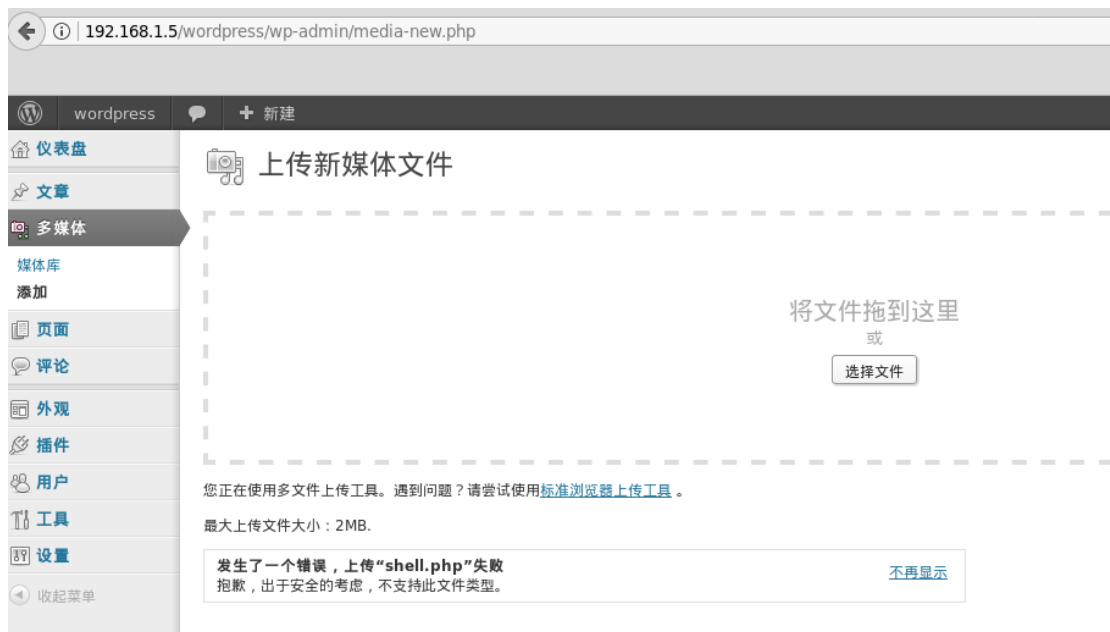 192.168.1.5/wordpress/wp-admin/media-new.php
wordpress
新建
仪表盘
文章
多媒体
媒体库
添加
页面
评论
外观
插件
用户
工具
设置
收起菜单
上传新媒体文件
将文件拖到这里
或
选择文件
您正在使用多文件上传工具。遇到问题？请尝试使用标准浏览器上传工具 。
最大上传文件大小：2MB.
发生了一个错误，上传“shell.php”失败
不再显示
抱歉，出于安全的考虑，不支持此文件类型。